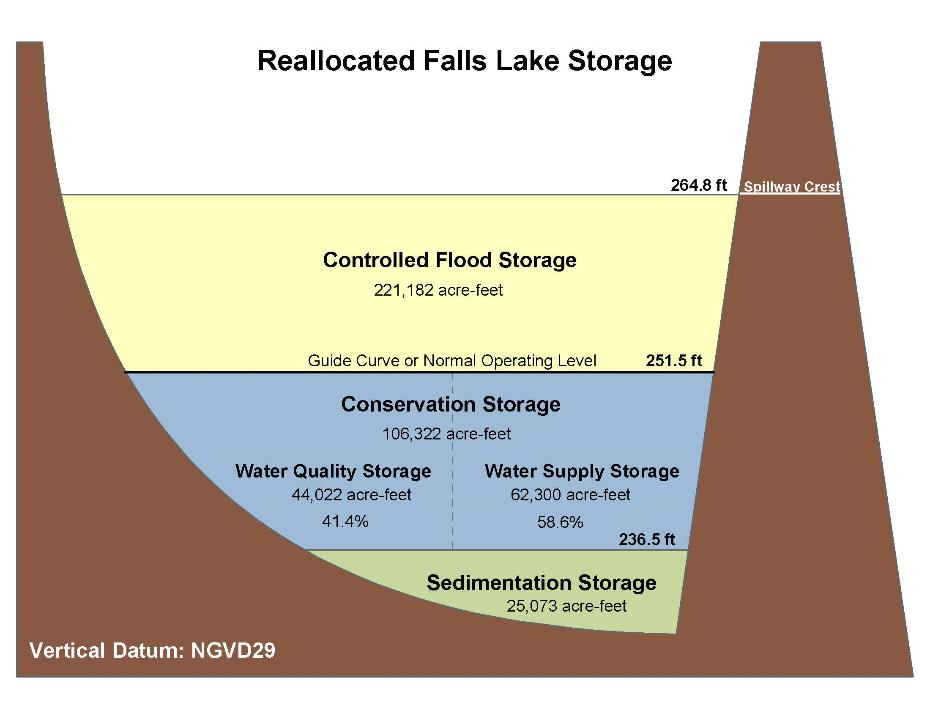 Reallocated Falls Lake Storage
264.8 ft
Spillway Crest
Controlled Flood Storage
221,182 acre-feet
Guide Curve or Normal Operating Level
251.5 ft
Conservation Storage
106,322 acre-feet
Water Quality Storage
44,022 acre-feet
41.4%
Water Supply Storage
62,300 acre-feet
58.6%
236.5 ft
Sedimentation Storage
25,073 acre-feet
Vertical Datum: NGVD29